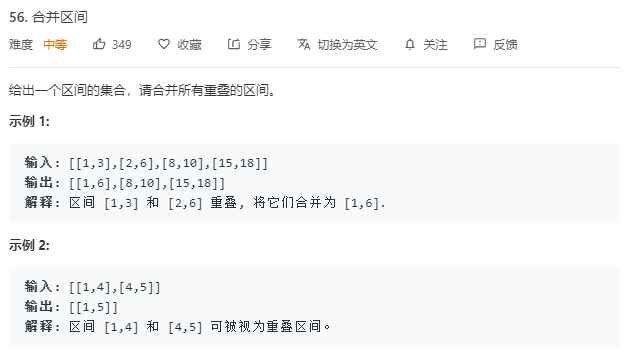 56. 合并区间
难度 中等 349 收藏 分享 切换为英文 关注 反馈
给出一个区间的集合，请合并所有重叠的区间。
示例 1:
输入: [[1,3],[2,6],[8,10],[15,18]]
输出: [[1,6],[8,10],[15,18]]
解释: 区间 [1,3] 和 [2,6] 重叠, 将它们合并为 [1,6].
示例 2:
输入: [[1,4],[4,5]]
输出: [[1,5]]
解释: 区间 [1,4] 和 [4,5] 可被视为重叠区间。